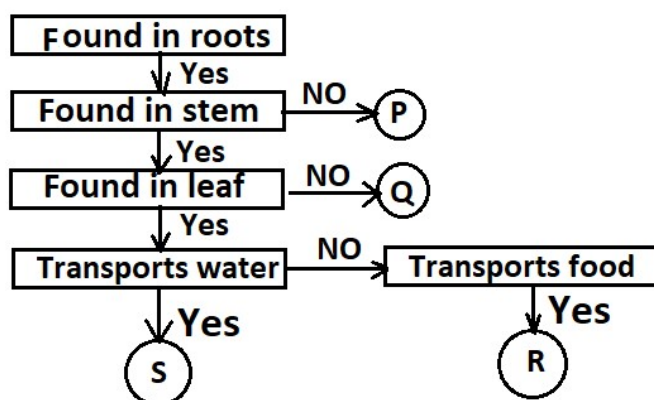 Found in roots
Yes
Found in stem
NO
P
Yes
Found in leaf
NO
Q
Yes
Transports water
NO
Transports food
Yes
Yes
S
R